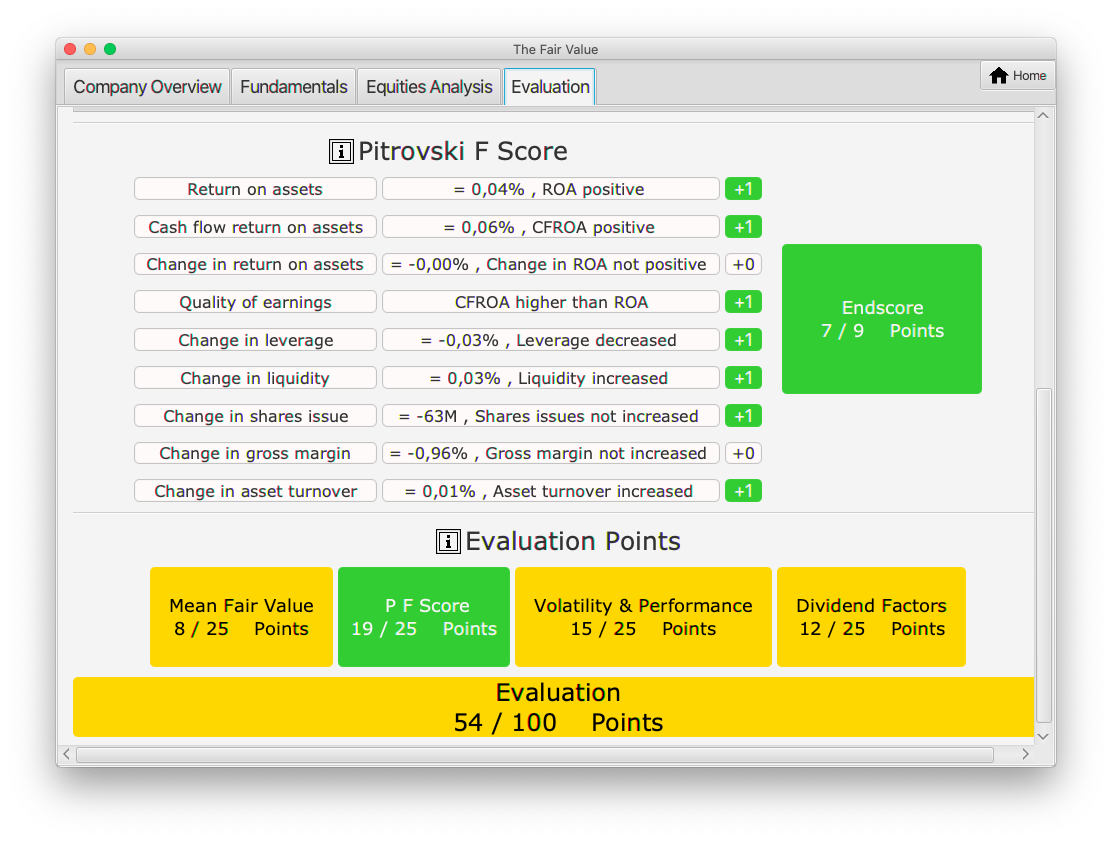 The Fair Value
Company Overview Fundamentals Equities Analysis Evaluation Home
Pitrovski F Score
Return on assets = 0,04% , ROA positive +1
Cash flow return on assets = 0,06% , CFROA positive +1
Change in return on assets = -0,00% , Change in ROA not positive +0
Quality of earnings CFROA higher than ROA +1
Change in leverage = -0,03% , Leverage decreased +1
Change in liquidity = 0,03% , Liquidity increased +1
Change in shares issue = -63M , Shares issues not increased +1
Change in gross margin = -0,96% , Gross margin not increased +0
Change in asset turnover = 0,01% , Asset turnover increased +1
Endscore
7 / 9 Points
Evaluation Points
Mean Fair Value
8 / 25 Points
P F Score
19 / 25 Points
Volatility & Performance
15 / 25 Points
Dividend Factors
12 / 25 Points
Evaluation
54 / 100 Points